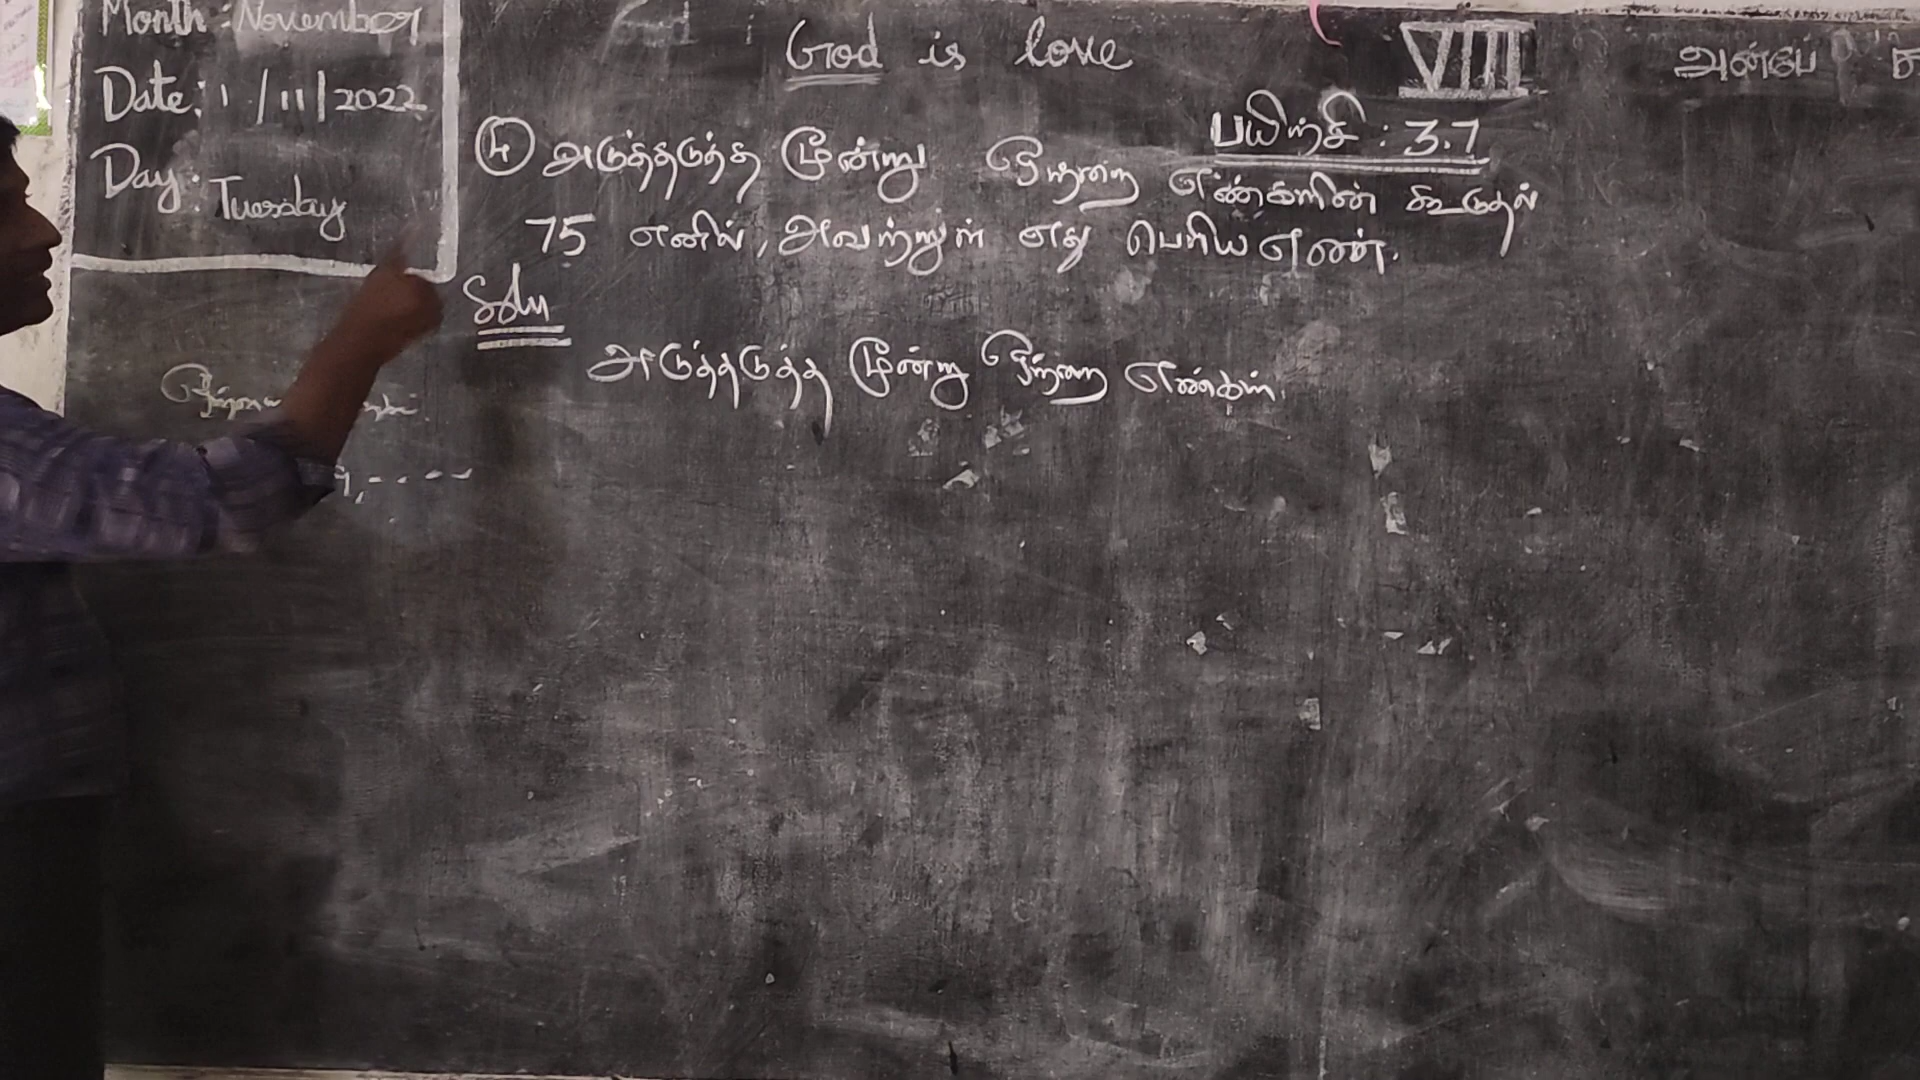 Month : November
Date : 1 / 11 / 2022
Day : Tuesday
God is love
VIII
அன்பே
பயிற்சி : 3.7
④ அடுத்தடுத்த மூன்று ஒற்றை எண்களின் கூடுதல்
75 எனில், அவற்றுள் எது பெரிய எண்.
Soln
அடுத்தடுத்த மூன்று ஒற்றை எண்கள்
9, - - - -